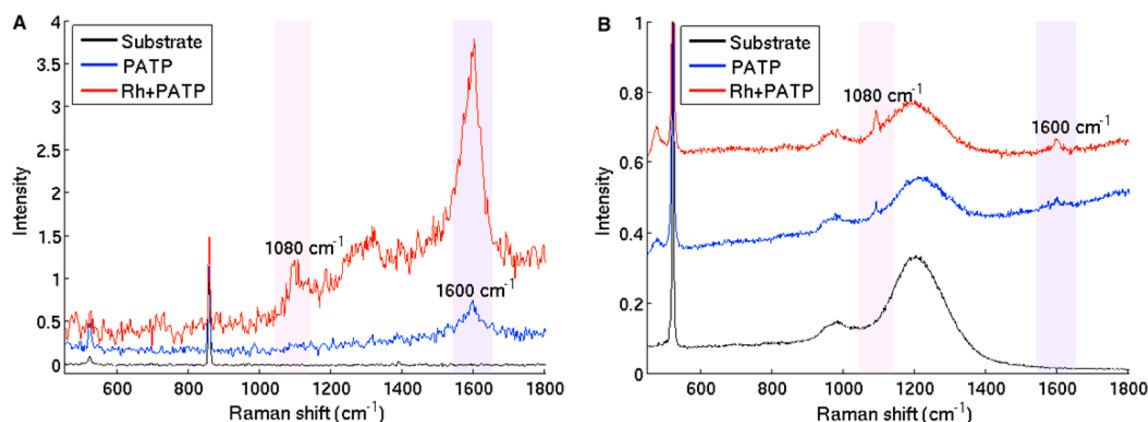 A
4
3.5
3
2.5
2
1.5
1
0.5
0
Intensity
Substrate
PATP
Rh+PATP
1080 cm-1
1600 cm-1
600 800 1000 1200 1400 1600 1800
Raman shift (cm-1)
B
1
0.8
0.6
0.4
0.2
0
Intensity
Substrate
PATP
Rh+PATP
1080 cm-1
1600 cm-1
600 800 1000 1200 1400 1600 1800
Raman shift (cm-1)